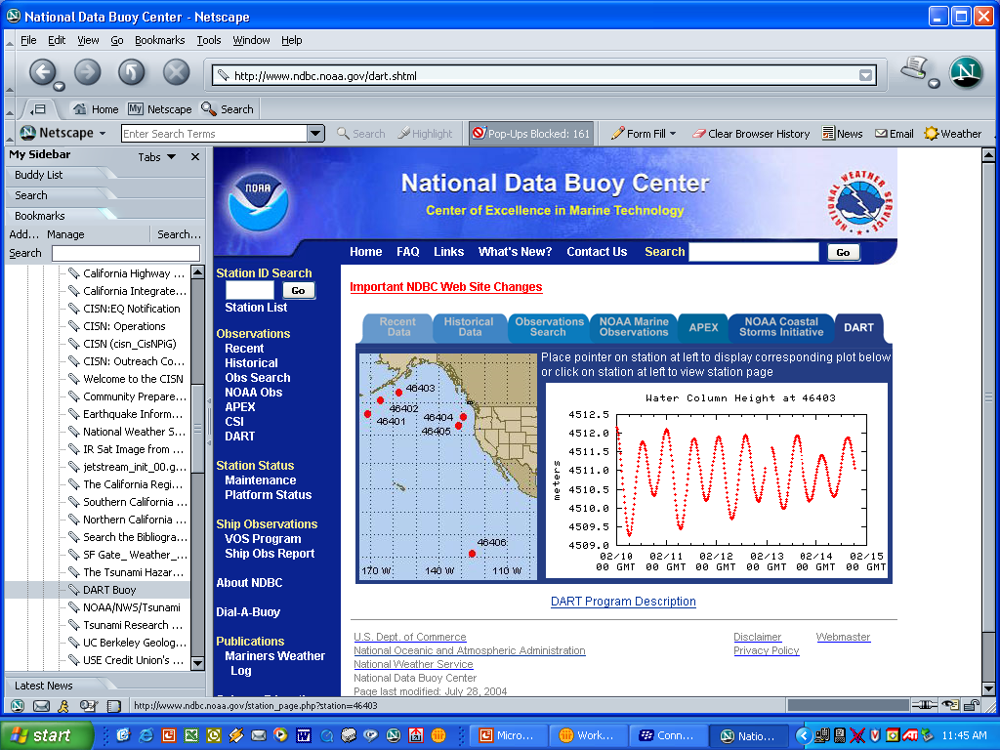 National Data Buoy Center - Netscape
File Edit View Go Bookmarks Tools Window Help
http://www.ndbc.noaa.gov/dart.shtml
Home My Netscape Search
Netscape Enter Search Terms Search Highlight Pop-Ups Blocked: 161 Form Fill Clear Browser History News Email Weather
My Sidebar Tabs
Buddy List
Search
Bookmarks
Add... Manage Search...
Search
California Highway ...
California Integrate...
CISN:EQ Notification
CISN: Operations
CISN (cisn_CisNPiG)
CISN: Outreach Co...
Welcome to the CISN
Community Prepare...
Earthquake Inform...
National Weather S...
IR Sat Image from ...
jetstream_init_00.g...
The California Regi...
Southern California ...
Northern California ...
Search the Bibliogra...
SF Gate_ Weather_...
The Tsunami Hazar...
DART Buoy
NOAA/NWS/Tsunami
Tsunami Research ...
UC Berkeley Geolog...
USE Credit Union's ...
Latest News
NOAA
National Data Buoy Center
Center of Excellence in Marine Technology
NATIONAL WEATHER SERVICE
Home FAQ Links What's New? Contact Us Search Go
Station ID Search
Go
Station List
Observations
Recent
Historical
Obs Search
NOAA Obs
APEX
CSI
DART
Station Status
Maintenance
Platform Status
Ship Observations
VOS Program
Ship Obs Report
About NDBC
Dial-A-Buoy
Publications
Mariners Weather
Log
Important NDBC Web Site Changes
Recent Data
Historical Data
Observations Search
NOAA Marine Observations
APEX
NOAA Coastal Storms Initiative
DART
Place pointer on station at left to display corresponding plot below
or click on station at left to view station page
46403
46402
46401
46404
46405
46406
170 W 140 W 110 W
Water Column Height at 46403
meters
4512.5
4512.0
4511.5
4511.0
4510.5
4510.0
4509.5
4509.0
02/10 02/11 02/12 02/13 02/14 02/15
00 GMT 00 GMT 00 GMT 00 GMT 00 GMT 00 GMT
DART Program Description
U.S. Dept. of Commerce
National Oceanic and Atmospheric Administration
National Weather Service
National Data Buoy Center
Page last modified: July 28, 2004
Disclaimer Webmaster
Privacy Policy
http://www.ndbc.noaa.gov/station_page.php?station=46403
start Micro... Work... Conn... Natio... 11:45 AM